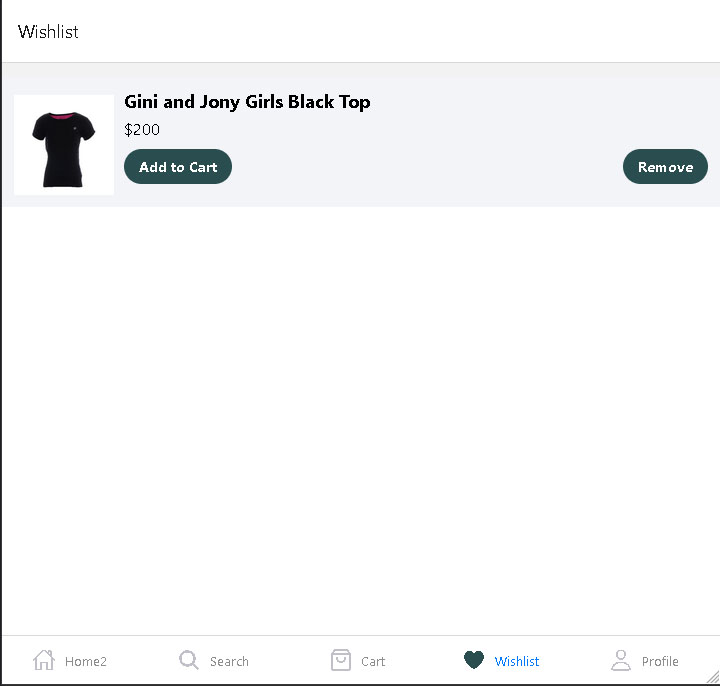 Wishlist
Gini and Jony Girls Black Top
$200
Add to Cart
Remove
Home2
Search
Cart
Wishlist
Profile